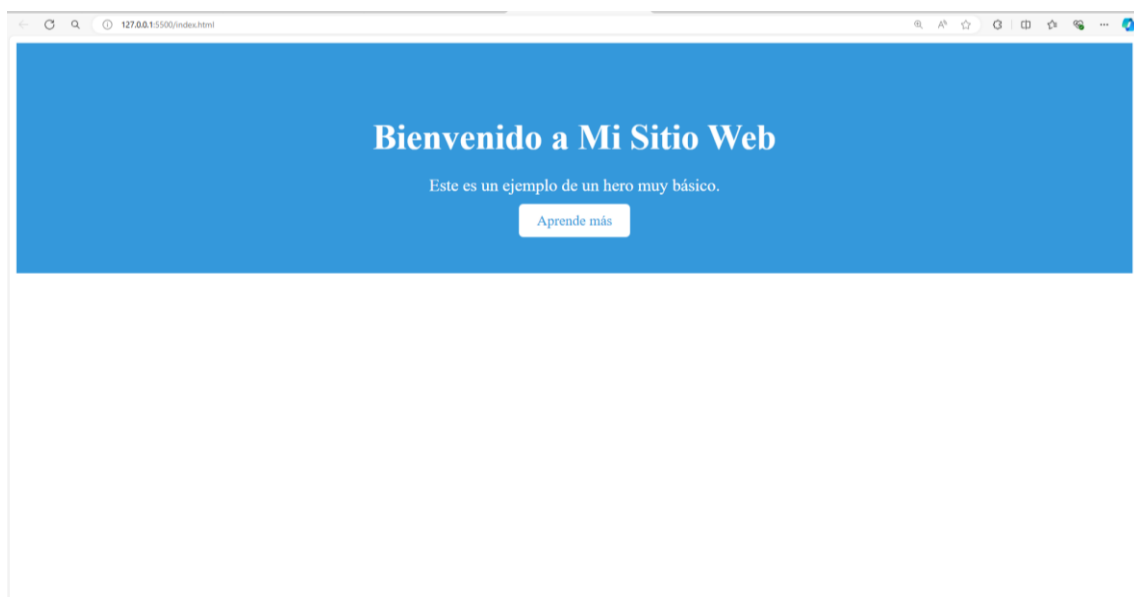 127.0.0.1:5500/index.html
Bienvenido a Mi Sitio Web
Este es un ejemplo de un hero muy básico.
Aprende más